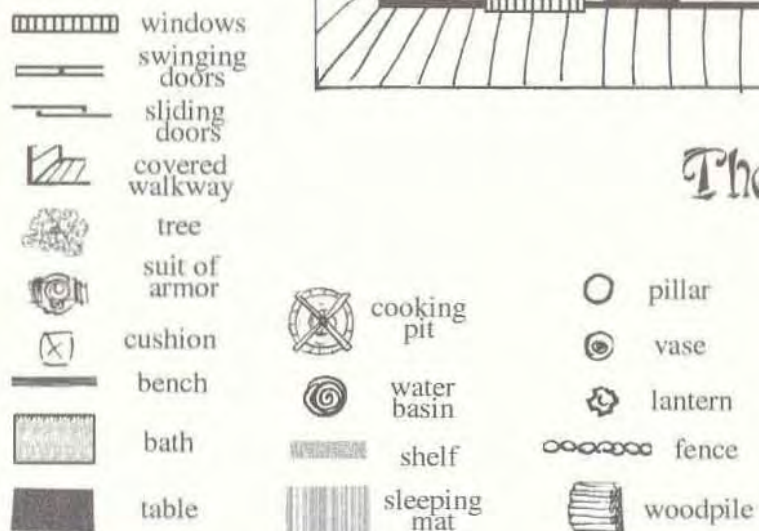 windows
swinging
doors
sliding
doors
covered
walkway
tree
suit of
armor
cushion
bench
bath
table
cooking
pit
water
basin
shelf
sleeping
mat
pillar
vase
lantern
fence
woodpile
The